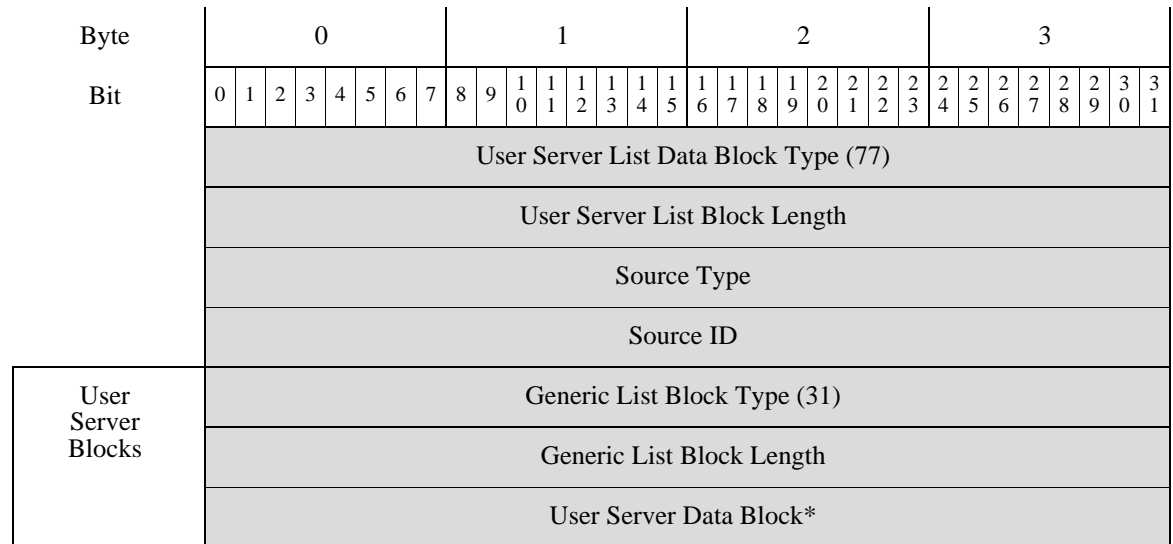 Byte 0 1 2 3
Bit 0 1 2 3 4 5 6 7 8 9 10 11 12 13 14 15 16 17 18 19 20 21 22 23 24 25 26 27 28 29 30 31
User Server List Data Block Type (77)
User Server List Block Length
Source Type
Source ID
User
Server
Blocks
Generic List Block Type (31)
Generic List Block Length
User Server Data Block*